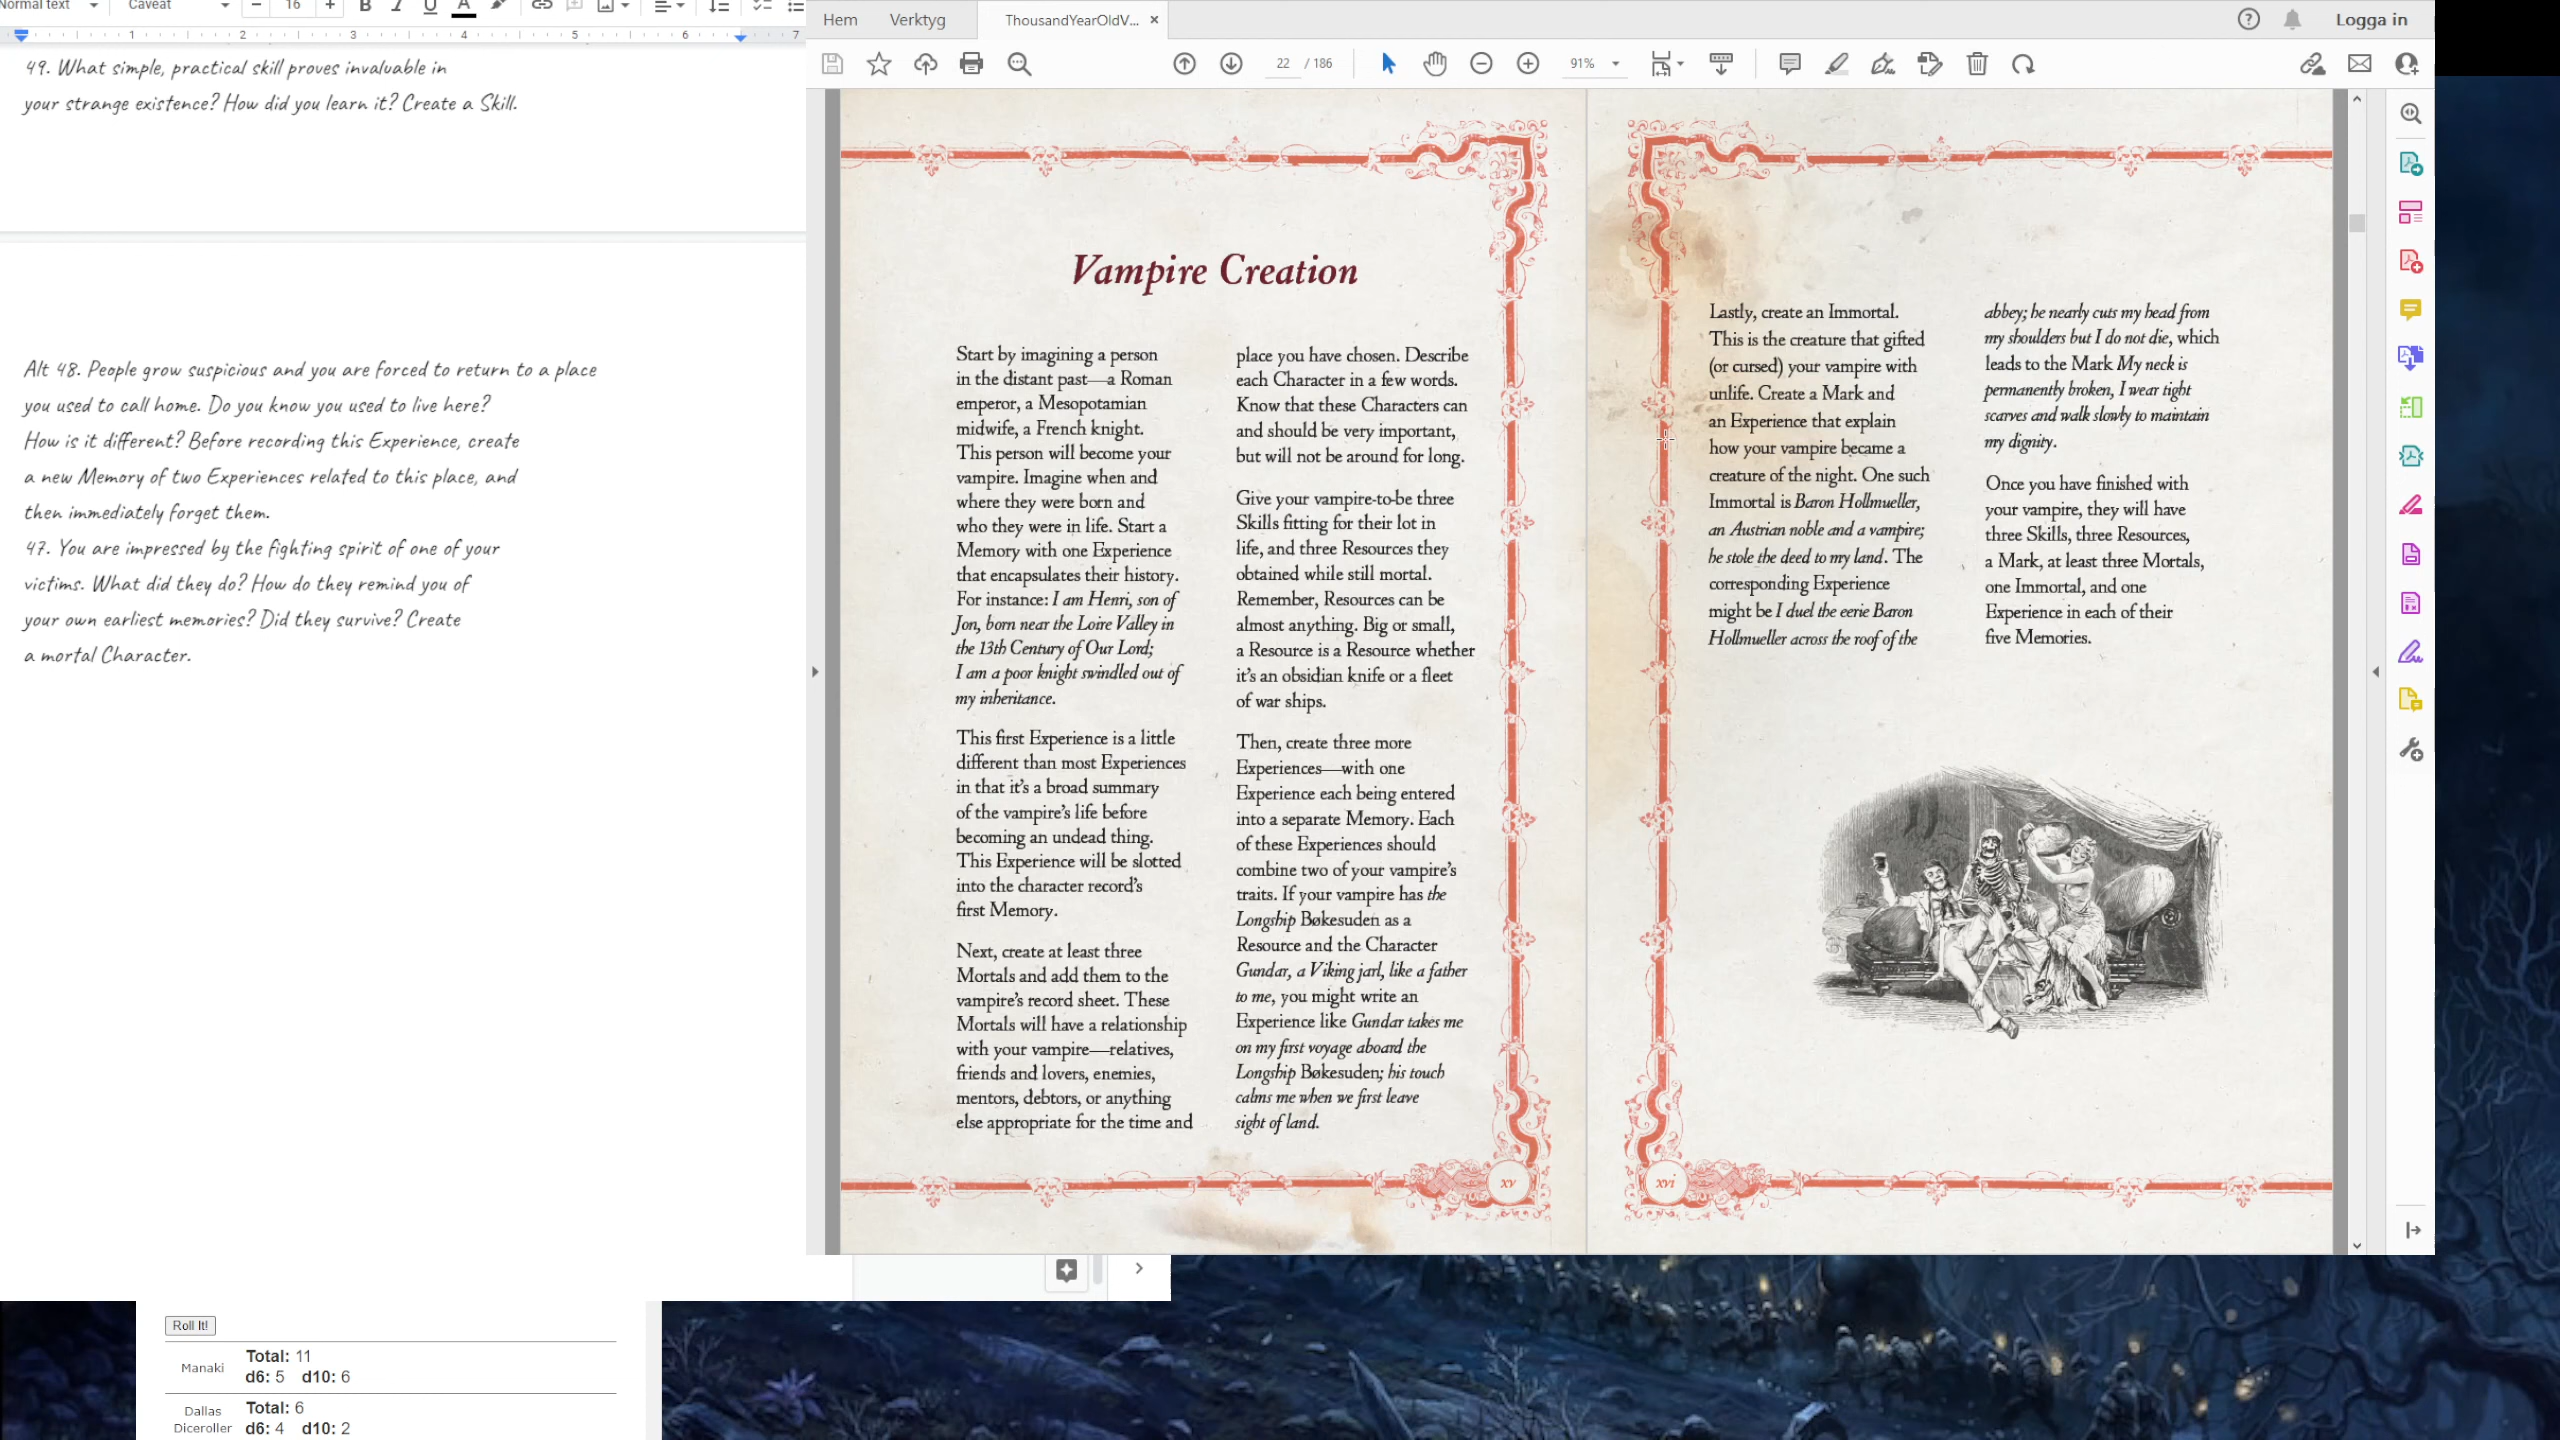 Normal text
Caveat
16
1 2 3 4 5 6 7
49. What simple, practical skill proves invaluable in
your strange existence? How did you learn it? Create a Skill.
Alt 48. People grow suspicious and you are forced to return to a place
you used to call home. Do you know you used to live here?
How is it different? Before recording this Experience, create
a new Memory of two Experiences related to this place, and
then immediately forget them.
47. You are impressed by the fighting spirit of one of your
victims. What did they do? How do they remind you of
your own earliest memories? Did they survive? Create
a mortal Character.
Hem Verktyg ThousandYearOldV... Logga in
22 / 186 91%
Vampire Creation
Start by imagining a person
in the distant past—a Roman
emperor, a Mesopotamian
midwife, a French knight.
This person will become your
vampire. Imagine when and
where they were born and
who they were in life. Start a
Memory with one Experience
that encapsulates their history.
For instance: I am Henri, son of
Jon, born near the Loire Valley in
the 13th Century of Our Lord;
I am a poor knight swindled out of
my inheritance.
This first Experience is a little
different than most Experiences
in that it's a broad summary
of the vampire's life before
becoming an undead thing.
This Experience will be slotted
into the character record's
first Memory.
Next, create at least three
Mortals and add them to the
vampire's record sheet. These
Mortals will have a relationship
with your vampire—relatives,
friends and lovers, enemies,
mentors, debtors, or anything
else appropriate for the time and
place you have chosen. Describe
each Character in a few words.
Know that these Characters can
and should be very important,
but will not be around for long.
Give your vampire-to-be three
Skills fitting for their lot in
life, and three Resources they
obtained while still mortal.
Remember, Resources can be
almost anything. Big or small,
a Resource is a Resource whether
it's an obsidian knife or a fleet
of war ships.
Then, create three more
Experiences—with one
Experience each being entered
into a separate Memory. Each
of these Experiences should
combine two of your vampire's
traits. If your vampire has the
Longship Bøkesuden as a
Resource and the Character
Gundar, a Viking jarl, like a father
to me, you might write an
Experience like Gundar takes me
on my first voyage aboard the
Longship Bøkesuden; his touch
calms me when we first leave
sight of land.
xv
Lastly, create an Immortal.
This is the creature that gifted
(or cursed) your vampire with
unlife. Create a Mark and
an Experience that explain
how your vampire became a
creature of the night. One such
Immortal is Baron Hollmueller,
an Austrian noble and a vampire;
he stole the deed to my land. The
corresponding Experience
might be I duel the eerie Baron
Hollmueller across the roof of the
abbey; he nearly cuts my head from
my shoulders but I do not die, which
leads to the Mark My neck is
permanently broken, I wear tight
scarves and walk slowly to maintain
my dignity.
Once you have finished with
your vampire, they will have
three Skills, three Resources,
a Mark, at least three Mortals,
one Immortal, and one
Experience in each of their
five Memories.
xvi
Roll It!
Manaki
Total: 11
d6: 5 d10: 6
Dallas
Diceroller
Total: 6
d6: 4 d10: 2